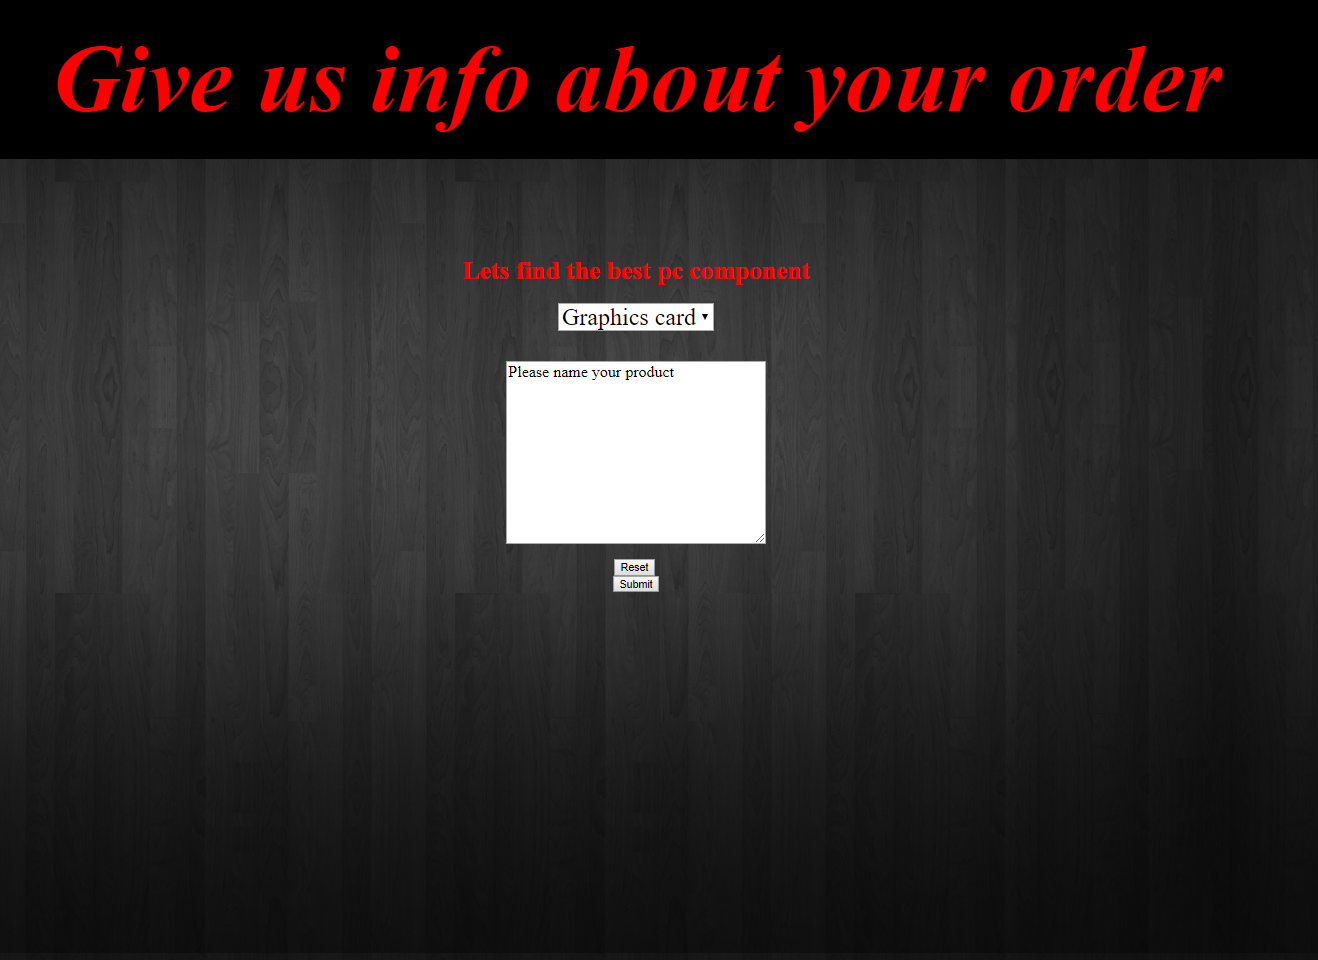 Give us info about your order
Lets find the best pc component
Graphics card
Please name your product
Reset
Submit